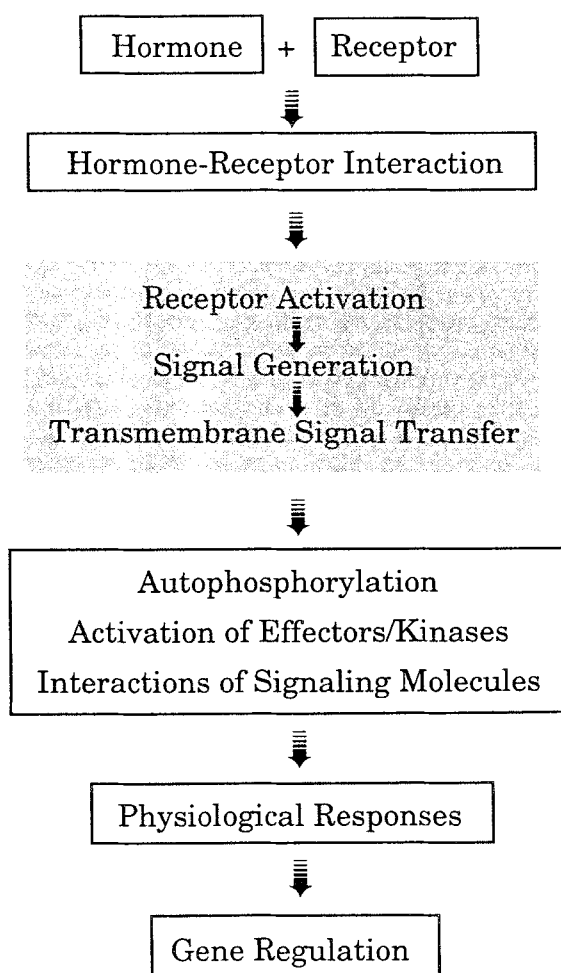 Hormone + Receptor
Hormone-Receptor Interaction
Receptor Activation
Signal Generation
Transmembrane Signal Transfer
Autophosphorylation
Activation of Effectors/Kinases
Interactions of Signaling Molecules
Physiological Responses
Gene Regulation